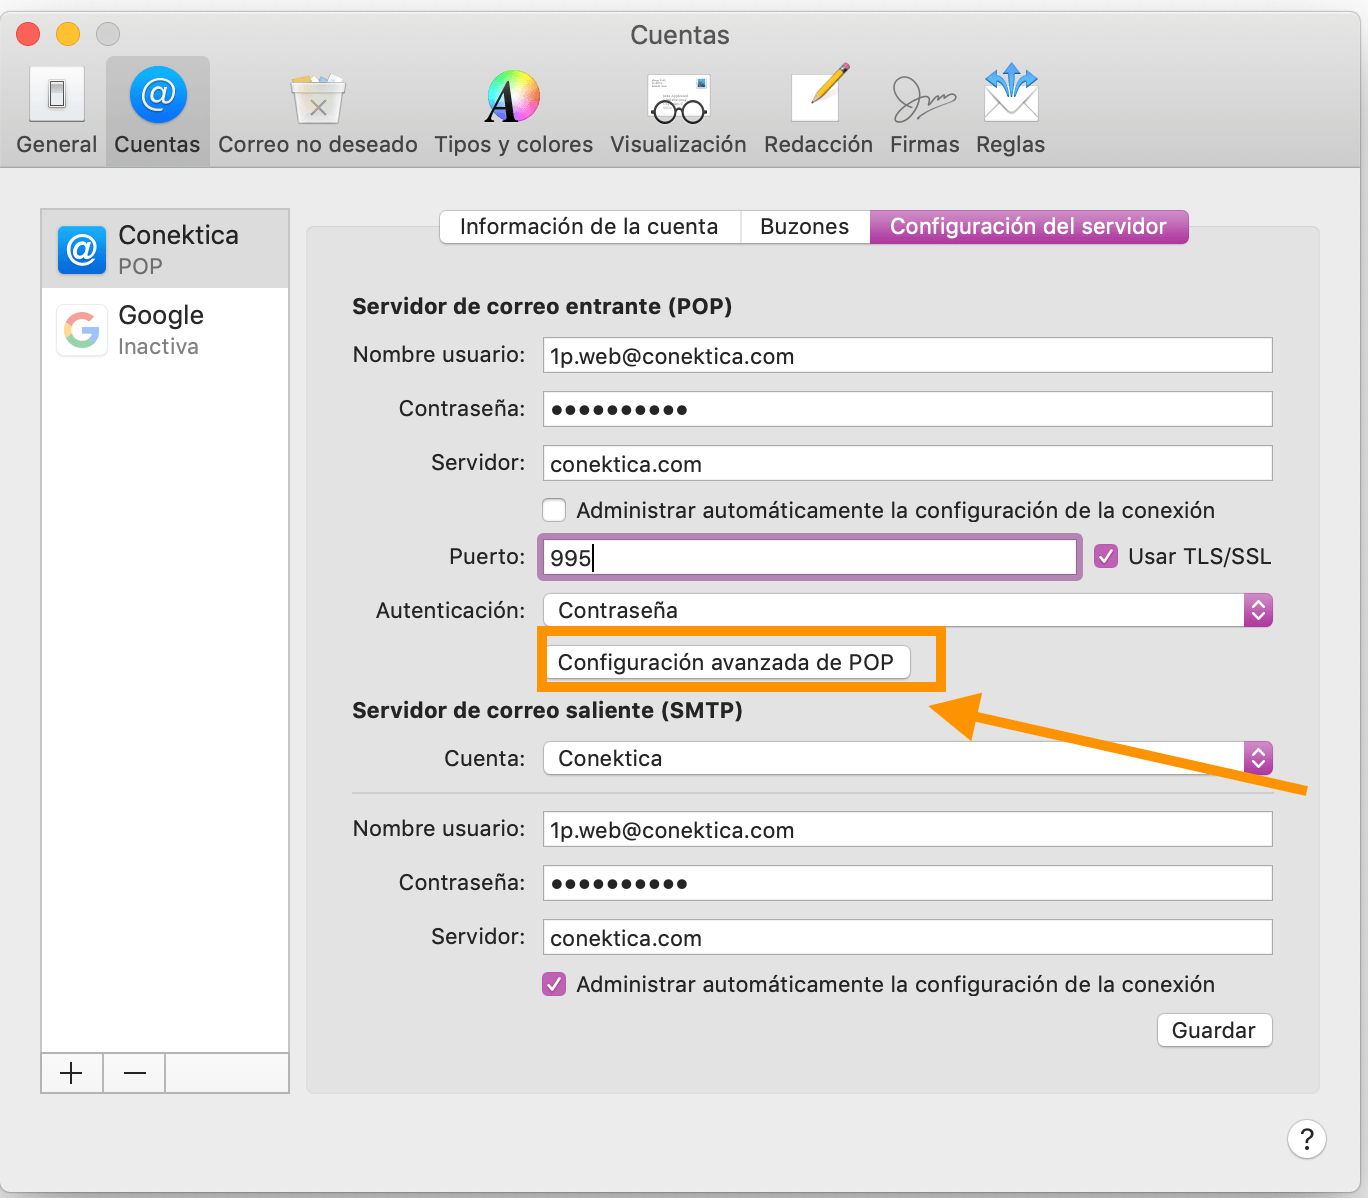 Cuentas
General
Cuentas
Correo no deseado
Tipos y colores
Visualización
Redacción
Firmas
Reglas
Conektica
POP
Google
Inactiva
Información de la cuenta
Buzones
Configuración del servidor
Servidor de correo entrante (POP)
Nombre usuario: 1p.web@conektica.com
Contraseña: ●●●●●●●●●●
Servidor: conektica.com
Administrar automáticamente la configuración de la conexión
Puerto: 995 Usar TLS/SSL
Autenticación: Contraseña
Configuración avanzada de POP
Servidor de correo saliente (SMTP)
Cuenta: Conektica
Nombre usuario: 1p.web@conektica.com
Contraseña: ●●●●●●●●●●
Servidor: conektica.com
Administrar automáticamente la configuración de la conexión
Guardar
?